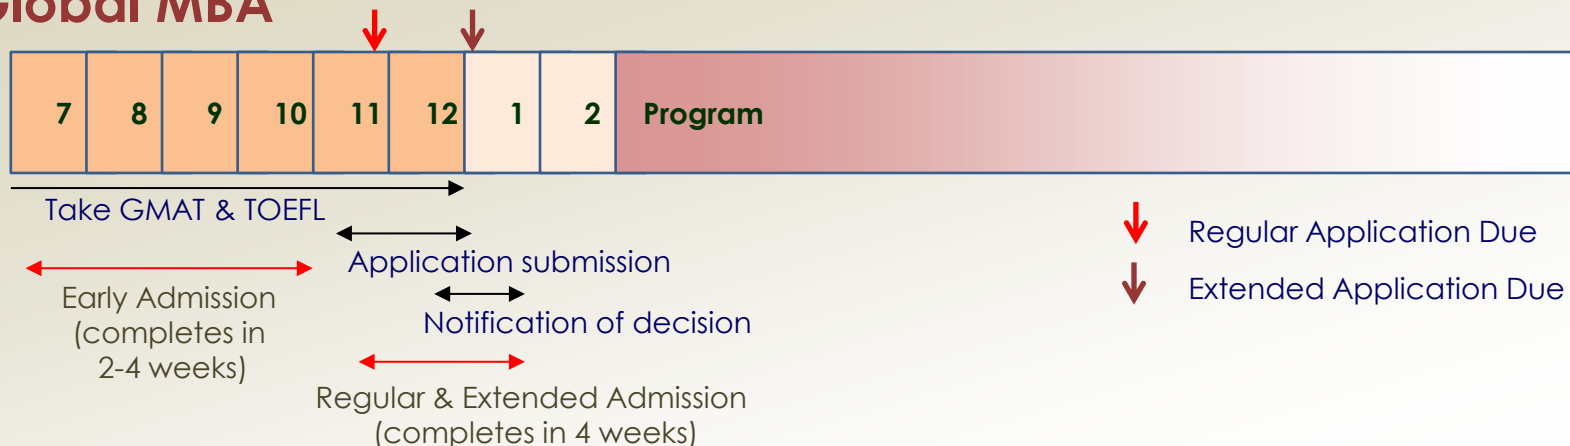 Global MBA
7 8 9 10 11 12 1 2 Program
Take GMAT & TOEFL
Application submission
Early Admission
(completes in
2-4 weeks)
Notification of decision
Regular & Extended Admission
(completes in 4 weeks)
Regular Application Due
Extended Application Due